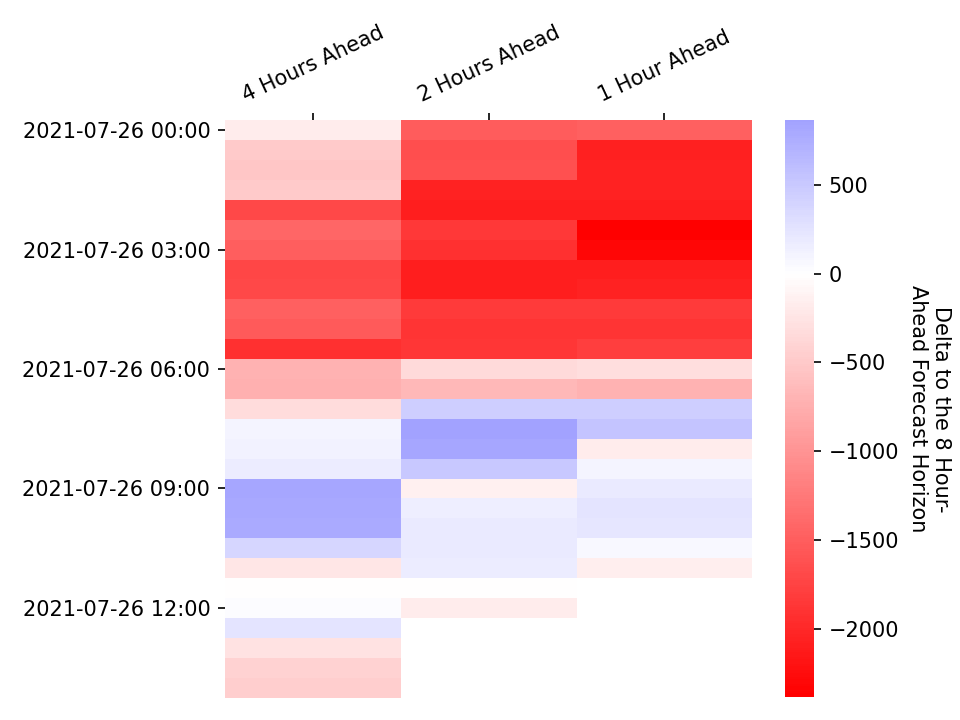 4 Hours Ahead
2 Hours Ahead
1 Hour Ahead
2021-07-26 00:00
2021-07-26 03:00
2021-07-26 06:00
2021-07-26 09:00
2021-07-26 12:00
500
0
−500
−1000
−1500
−2000
Delta to the 8 Hour-
Ahead Forecast Horizon